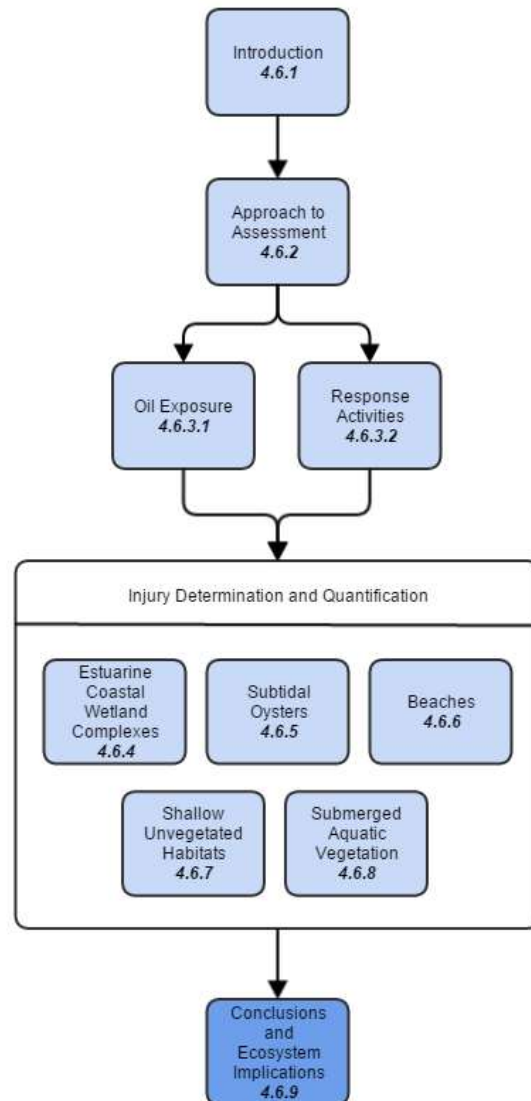 Introduction
4.6.1
Approach to
Assessment
4.6.2
Oil Exposure
4.6.3.1
Response
Activities
4.6.3.2
Injury Determination and Quantification
Estuarine
Coastal
Wetland
Complexes
4.6.4
Subtidal
Oysters
4.6.5
Beaches
4.6.6
Shallow
Unvegetated
Habitats
4.6.7
Submerged
Aquatic
Vegetation
4.6.8
Conclusions
and
Ecosystem
Implications
4.6.9